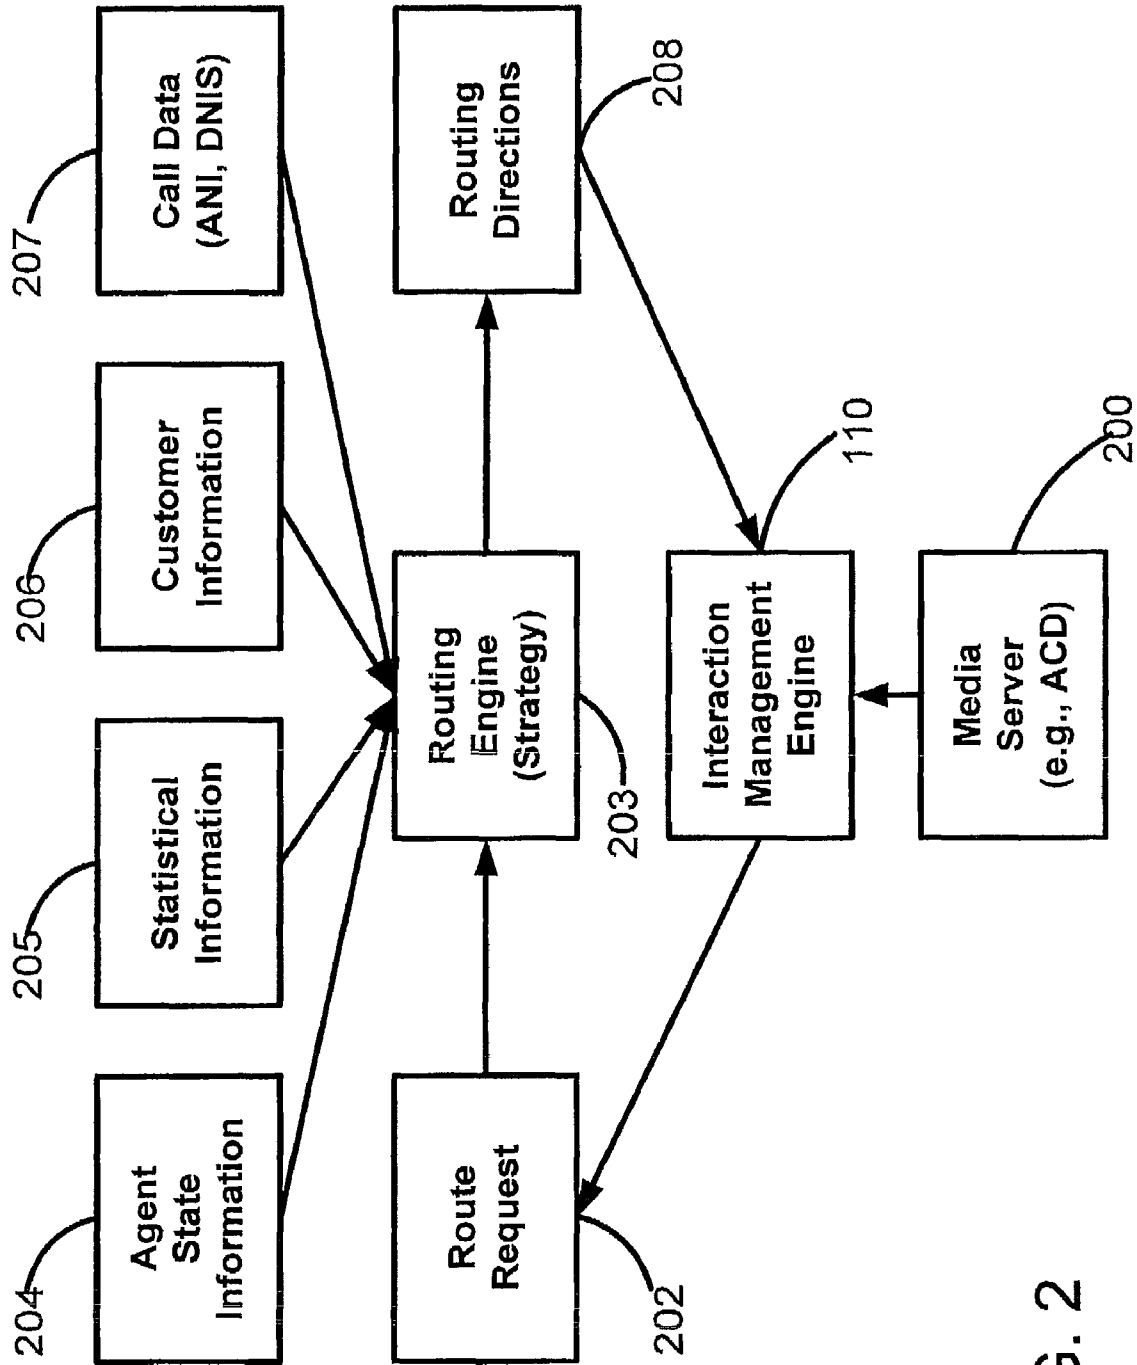 204
205
206
207
Agent
State
Information
Statistical
Information
Customer
Information
Call Data
(ANI, DNIS)
Route
Request
Routing
Engine
(Strategy)
Routing
Directions
202
203
208
Interaction
Management
Engine
110
Media
Server
(e.g., ACD)
200
G. 2